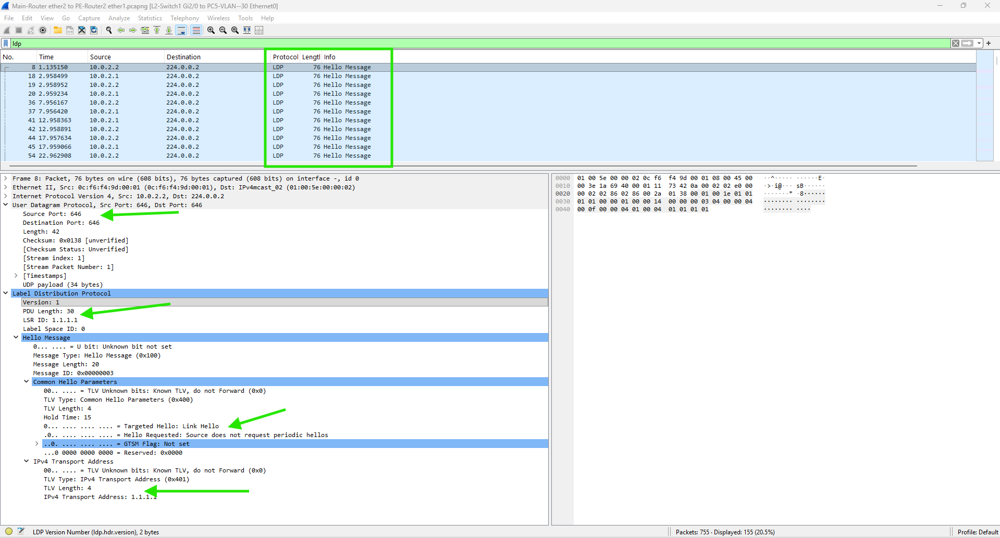 Main-Router ether2 to PE-Router2 ether1.pcapng [L2-Switch1 Gi2/0 to PC5-VLAN--30 Ethernet0]
File Edit View Go Capture Analyze Statistics Telephony Wireless Tools Help
ldp
No. Time Source Destination Protocol Lengtl Info
8 1.135150 10.0.2.2 224.0.0.2 LDP 76 Hello Message
18 2.958499 10.0.2.1 224.0.0.2 LDP 76 Hello Message
19 2.958952 10.0.2.2 224.0.0.2 LDP 76 Hello Message
20 2.959234 10.0.2.1 224.0.0.2 LDP 76 Hello Message
36 7.956167 10.0.2.2 224.0.0.2 LDP 76 Hello Message
37 7.956420 10.0.2.1 224.0.0.2 LDP 76 Hello Message
41 12.958363 10.0.2.1 224.0.0.2 LDP 76 Hello Message
42 12.958891 10.0.2.2 224.0.0.2 LDP 76 Hello Message
44 17.957634 10.0.2.2 224.0.0.2 LDP 76 Hello Message
45 17.959066 10.0.2.1 224.0.0.2 LDP 76 Hello Message
54 22.962908 10.0.2.2 224.0.0.2 LDP 76 Hello Message
Frame 8: Packet, 76 bytes on wire (608 bits), 76 bytes captured (608 bits) on interface -, id 0
Ethernet II, Src: 0c:f6:f4:9d:00:01 (0c:f6:f4:9d:00:01), Dst: IPv4mcast_02 (01:00:5e:00:00:02)
Internet Protocol Version 4, Src: 10.0.2.2, Dst: 224.0.0.2
User Datagram Protocol, Src Port: 646, Dst Port: 646
Source Port: 646
Destination Port: 646
Length: 42
Checksum: 0x0138 [unverified]
[Checksum Status: Unverified]
[Stream index: 1]
[Stream Packet Number: 1]
[Timestamps]
UDP payload (34 bytes)
Label Distribution Protocol
Version: 1
PDU Length: 30
LSR ID: 1.1.1.1
Label Space ID: 0
Hello Message
0... .... = U bit: Unknown bit not set
Message Type: Hello Message (0x100)
Message Length: 20
Message ID: 0x00000003
Common Hello Parameters
00.. .... = TLV Unknown bits: Known TLV, do not Forward (0x0)
TLV Type: Common Hello Parameters (0x400)
TLV Length: 4
Hold Time: 15
0... .... .... .... = Targeted Hello: Link Hello
.0.. .... .... .... = Hello Requested: Source does not request periodic hellos
..0. .... .... .... = GTSM Flag: Not set
...0 0000 0000 0000 = Reserved: 0x0000
IPv4 Transport Address
00.. .... = TLV Unknown bits: Known TLV, do not Forward (0x0)
TLV Type: IPv4 Transport Address (0x401)
TLV Length: 4
IPv4 Transport Address: 1.1.1.1
0000 01 00 5e 00 00 02 0c f6 f4 9d 00 01 08 00 45 00 ··^····· ······E·
0010 00 3e 1a 69 40 00 01 11 73 42 0a 00 02 02 e0 00 ·>·i@··· sB······
0020 00 02 02 86 02 86 00 2a 01 38 00 01 00 1e 01 01 ·······* ·8······
0030 01 01 00 00 01 00 00 14 00 00 00 03 04 00 00 04 ········ ········
0040 00 0f 00 00 04 01 00 04 01 01 01 01 ········ ····
LDP Version Number (ldp.hdr.version), 2 bytes
Packets: 755 · Displayed: 155 (20.5%)
Profile: Default